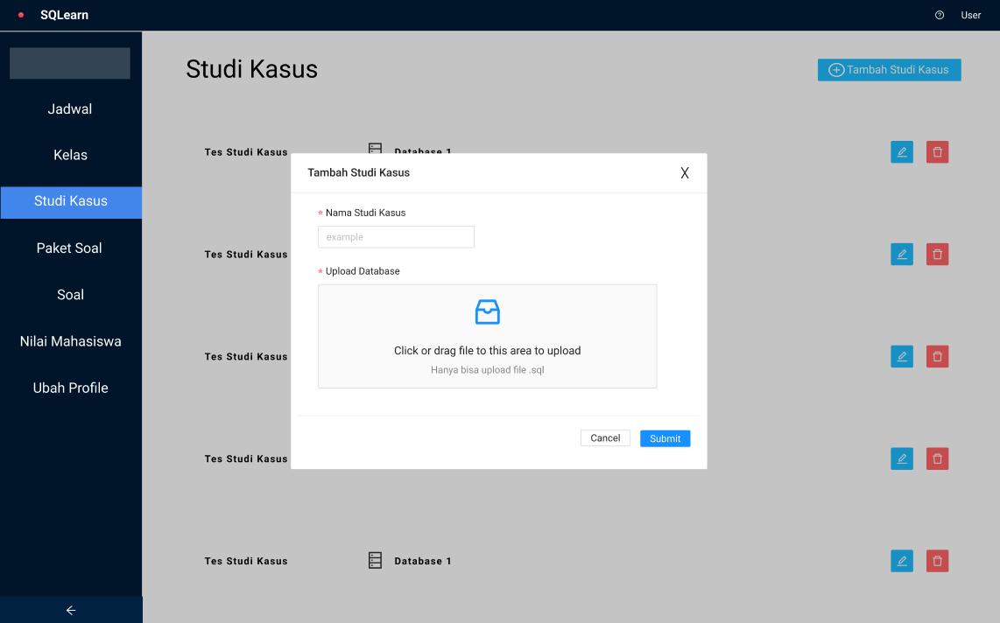 SQLearn
User
Jadwal
Kelas
Studi Kasus
Paket Soal
Soal
Nilai Mahasiswa
Ubah Profile
Studi Kasus
Tambah Studi Kasus
Tes Studi Kasus
Database 1
Tambah Studi Kasus
X
* Nama Studi Kasus
example
* Upload Database
Click or drag file to this area to upload
Hanya bisa upload file .sql
Cancel
Submit
Tes Studi Kasus
Tes Studi Kasus
Tes Studi Kasus
Tes Studi Kasus
Database 1